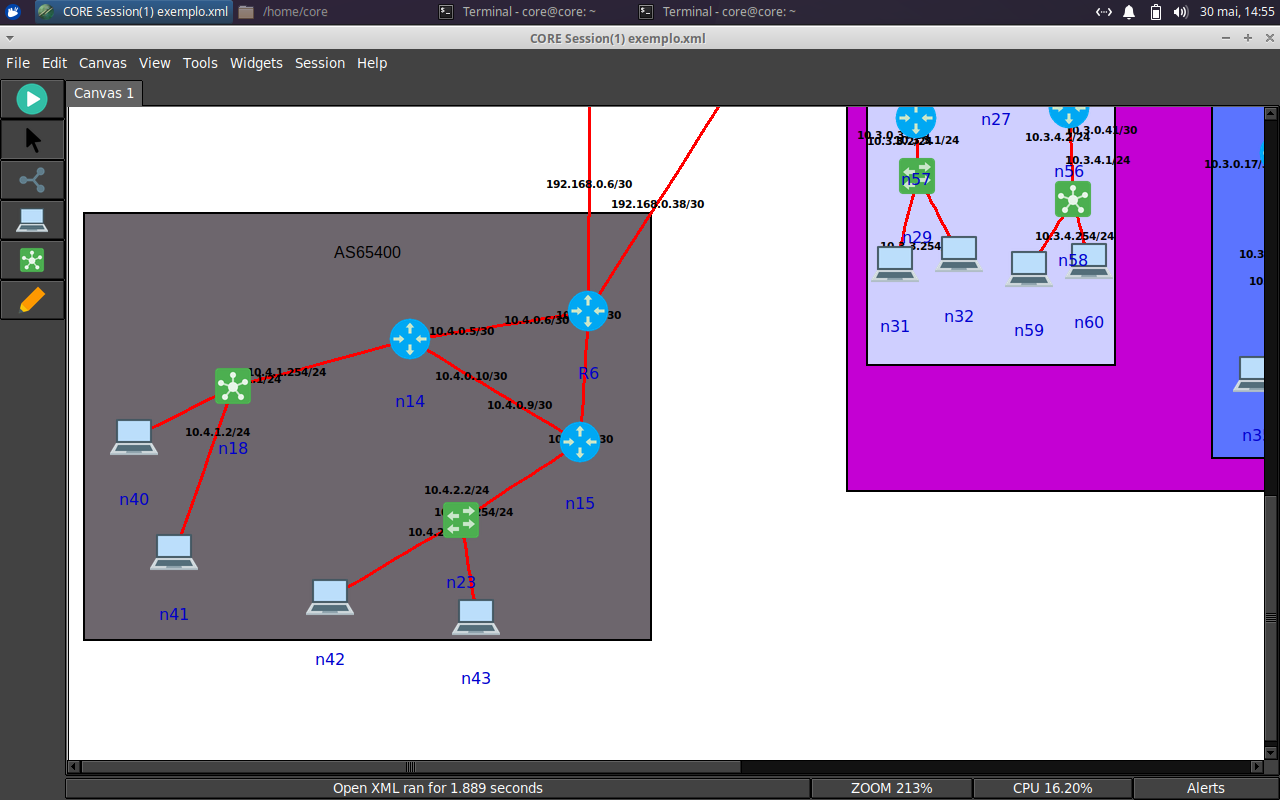 CORE Session(1) exemplo.xml
/home/core
Terminal - core@core: ~
Terminal - core@core: ~
30 mai, 14:55
CORE Session(1) exemplo.xml
File Edit Canvas View Tools Widgets Session Help
Canvas 1
n27
10.3.0.41/30
10.3.4.2/24
10.3.4.1/24
10.3.0.17/
n57
n56
192.168.0.6/30
192.168.0.38/30
n29
10.3.4.254/24
AS65400
n58
10.4.0.6/30
10.4.0.5/30
n31
n32
n59
n60
10.4.1.254/24
R6
10.4.0.10/30
n14
10.4.0.9/30
10.4.1.2/24
n18
n40
10.4.2.2/24
n15
n23
n41
n42
n43
Open XML ran for 1.889 seconds
ZOOM 213%
CPU 16.20%
Alerts